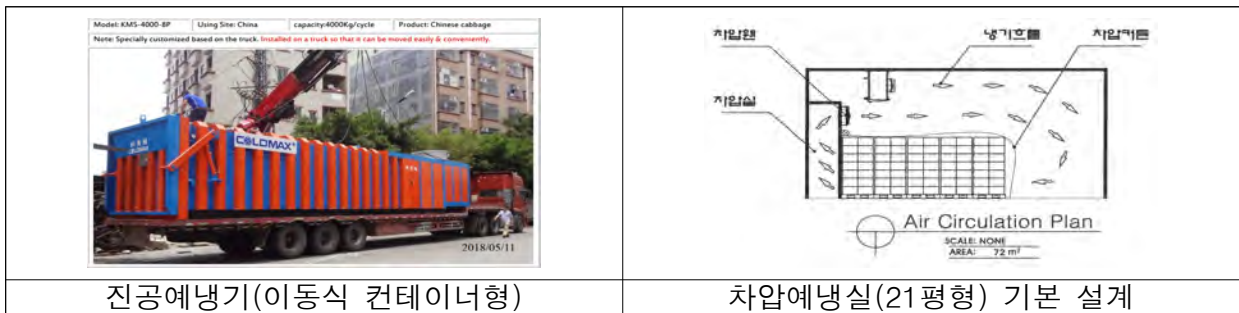 Model: KMS-4000-8P Using Site: China capacity:4000Kg/cycle Product: Chinese cabbage
Note: Specially customized based on the truck. Installed on a truck so that it can be moved easily & conveniently.
COLDMAX
2018/05/11
진공예냉기(이동식 컨테이너형)
차압팬
냉기흐름
차압커튼
차압실
Air Circulation Plan
SCALE: NONE
AREA: 72 m²
차압예냉실(21평형) 기본 설계